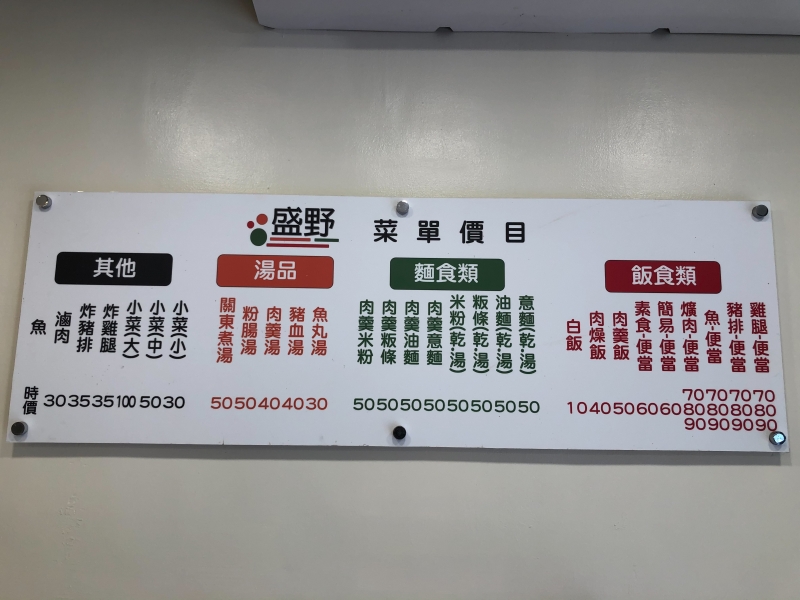 盛野 菜單價目
飯食類
雞腿-便當 70 80 90
豬排-便當 70 80 90
魚-便當 70 80 90
爌肉-便當 70 80 90
簡易-便當 60
素食-便當 60
肉羹飯 50
肉燥飯 40
白飯 10
麵食類
意麵(乾.湯) 50
油麵(乾.湯) 50
粄條(乾.湯) 50
米粉(乾.湯) 50
肉羹意麵 50
肉羹油麵 50
肉羹粄條 50
肉羹米粉 50
湯品
魚丸湯 30
豬血湯 40
肉羹湯 40
粉腸湯 50
關東煮湯 50
其他
小菜(小) 30
小菜(中) 50
小菜(大) 100
炸雞腿 35
炸豬排 35
滷肉 30
魚 時價